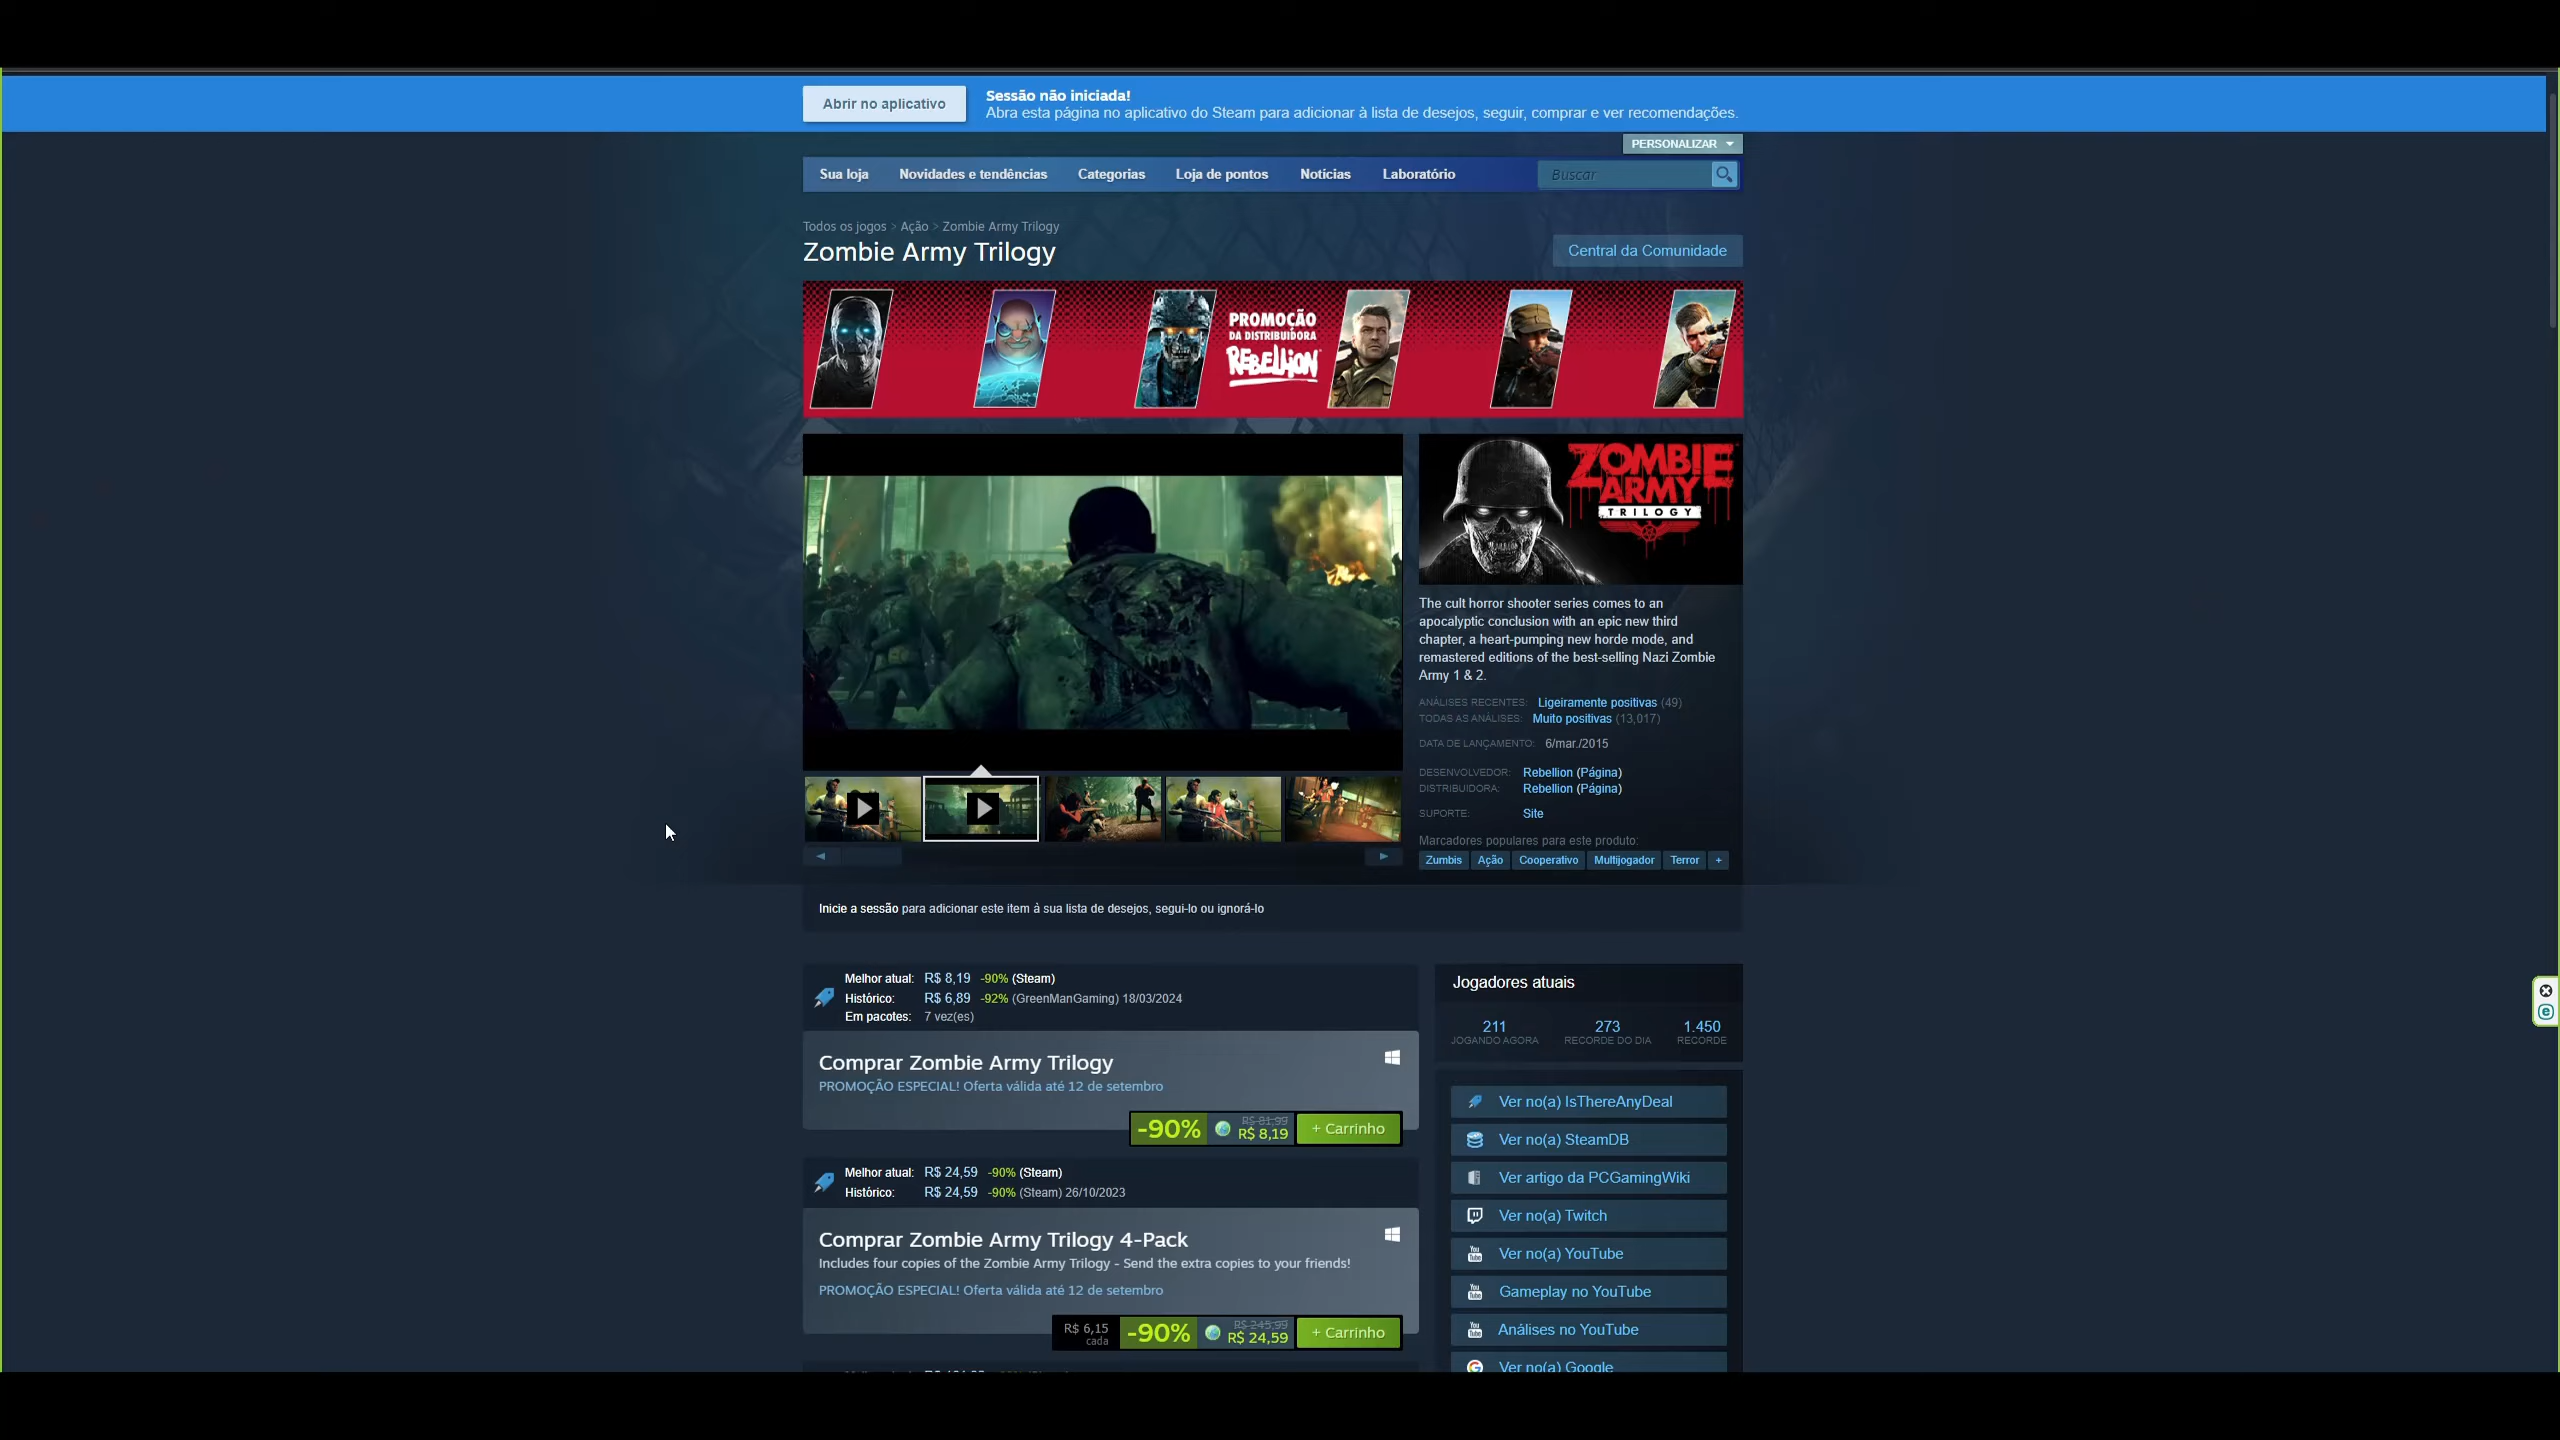 Abrir no aplicativo
Sessão não iniciada!
Abra esta página no aplicativo do Steam para adicionar à lista de desejos, seguir, comprar e ver recomendações.
PERSONALIZAR
Sua loja Novidades e tendências Categorias Loja de pontos Notícias Laboratório Buscar
Todos os jogos > Ação > Zombie Army Trilogy
Zombie Army Trilogy
Central da Comunidade
PROMOÇÃO
DA DISTRIBUIDORA
REBELLION
ZOMBIE
ARMY
TRILOGY
The cult horror shooter series comes to an
apocalyptic conclusion with an epic new third
chapter, a heart-pumping new horde mode, and
remastered editions of the best-selling Nazi Zombie
Army 1 & 2.
ANÁLISES RECENTES: Ligeiramente positivas (49)
TODAS AS ANÁLISES: Muito positivas (13,017)
DATA DE LANÇAMENTO: 6/mar./2015
DESENVOLVEDOR: Rebellion (Página)
DISTRIBUIDORA: Rebellion (Página)
SUPORTE: Site
Marcadores populares para este produto:
Zumbis Ação Cooperativo Multijogador Terror +
Inicie a sessão para adicionar este item à sua lista de desejos, segui-lo ou ignorá-lo
Melhor atual: R$ 8,19 -90% (Steam)
Histórico: R$ 6,89 -92% (GreenManGaming) 18/03/2024
Em pacotes: 7 vez(es)
Comprar Zombie Army Trilogy
PROMOÇÃO ESPECIAL! Oferta válida até 12 de setembro
-90% R$ 81,99 R$ 8,19 + Carrinho
Melhor atual: R$ 24,59 -90% (Steam)
Histórico: R$ 24,59 -90% (Steam) 26/10/2023
Comprar Zombie Army Trilogy 4-Pack
Includes four copies of the Zombie Army Trilogy - Send the extra copies to your friends!
PROMOÇÃO ESPECIAL! Oferta válida até 12 de setembro
R$ 6,15 cada -90% R$ 245,99 R$ 24,59 + Carrinho
Jogadores atuais
211 273 1.450
JOGANDO AGORA RECORDE DO DIA RECORDE
Ver no(a) IsThereAnyDeal
Ver no(a) SteamDB
Ver artigo da PCGamingWiki
Ver no(a) Twitch
Ver no(a) YouTube
Gameplay no YouTube
Análises no YouTube
Ver no(a) Google